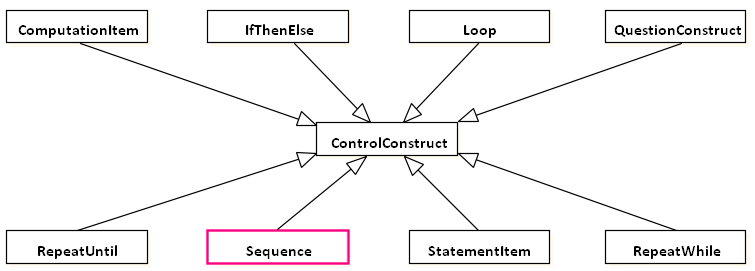 ComputationItem
IfThenElse
Loop
QuestionConstruct
ControlConstruct
RepeatUntil
Sequence
StatementItem
RepeatWhile